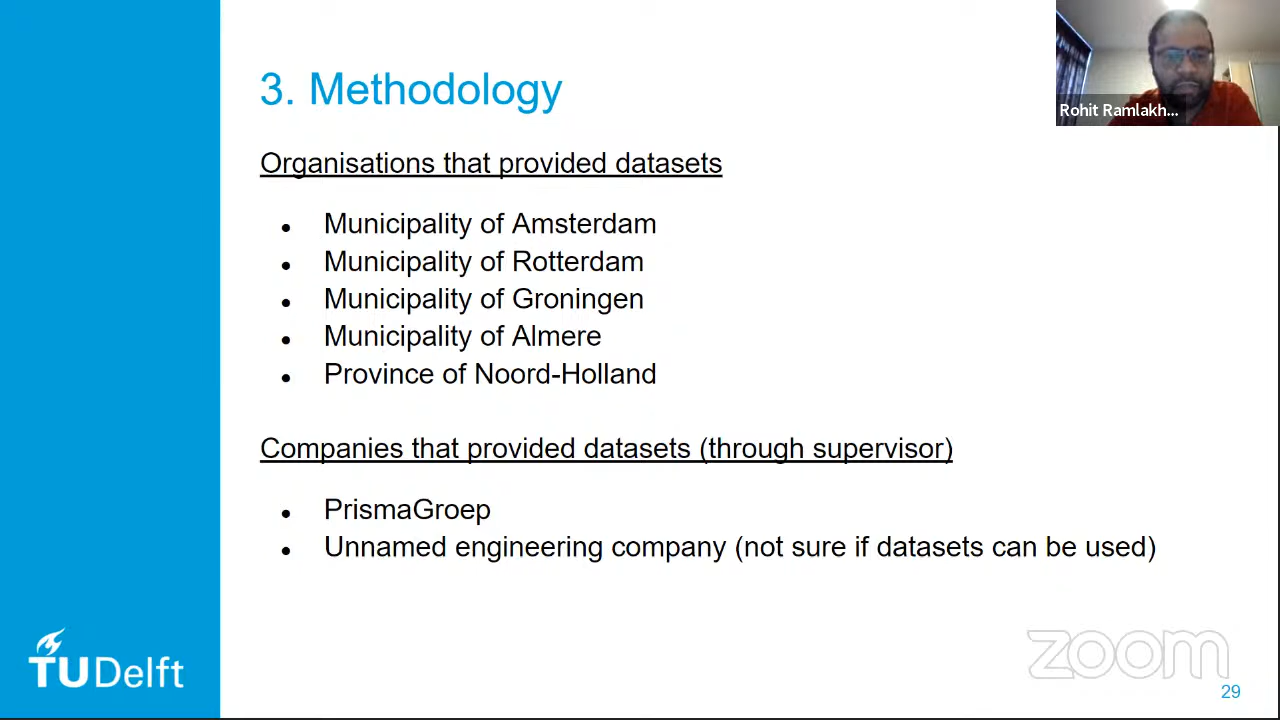 3. Methodology
Rohit Ramlakh...
Organisations that provided datasets
• Municipality of Amsterdam
• Municipality of Rotterdam
• Municipality of Groningen
• Municipality of Almere
• Province of Noord-Holland
Companies that provided datasets (through supervisor)
• PrismaGroep
• Unnamed engineering company (not sure if datasets can be used)
TUDelft
zoom
29